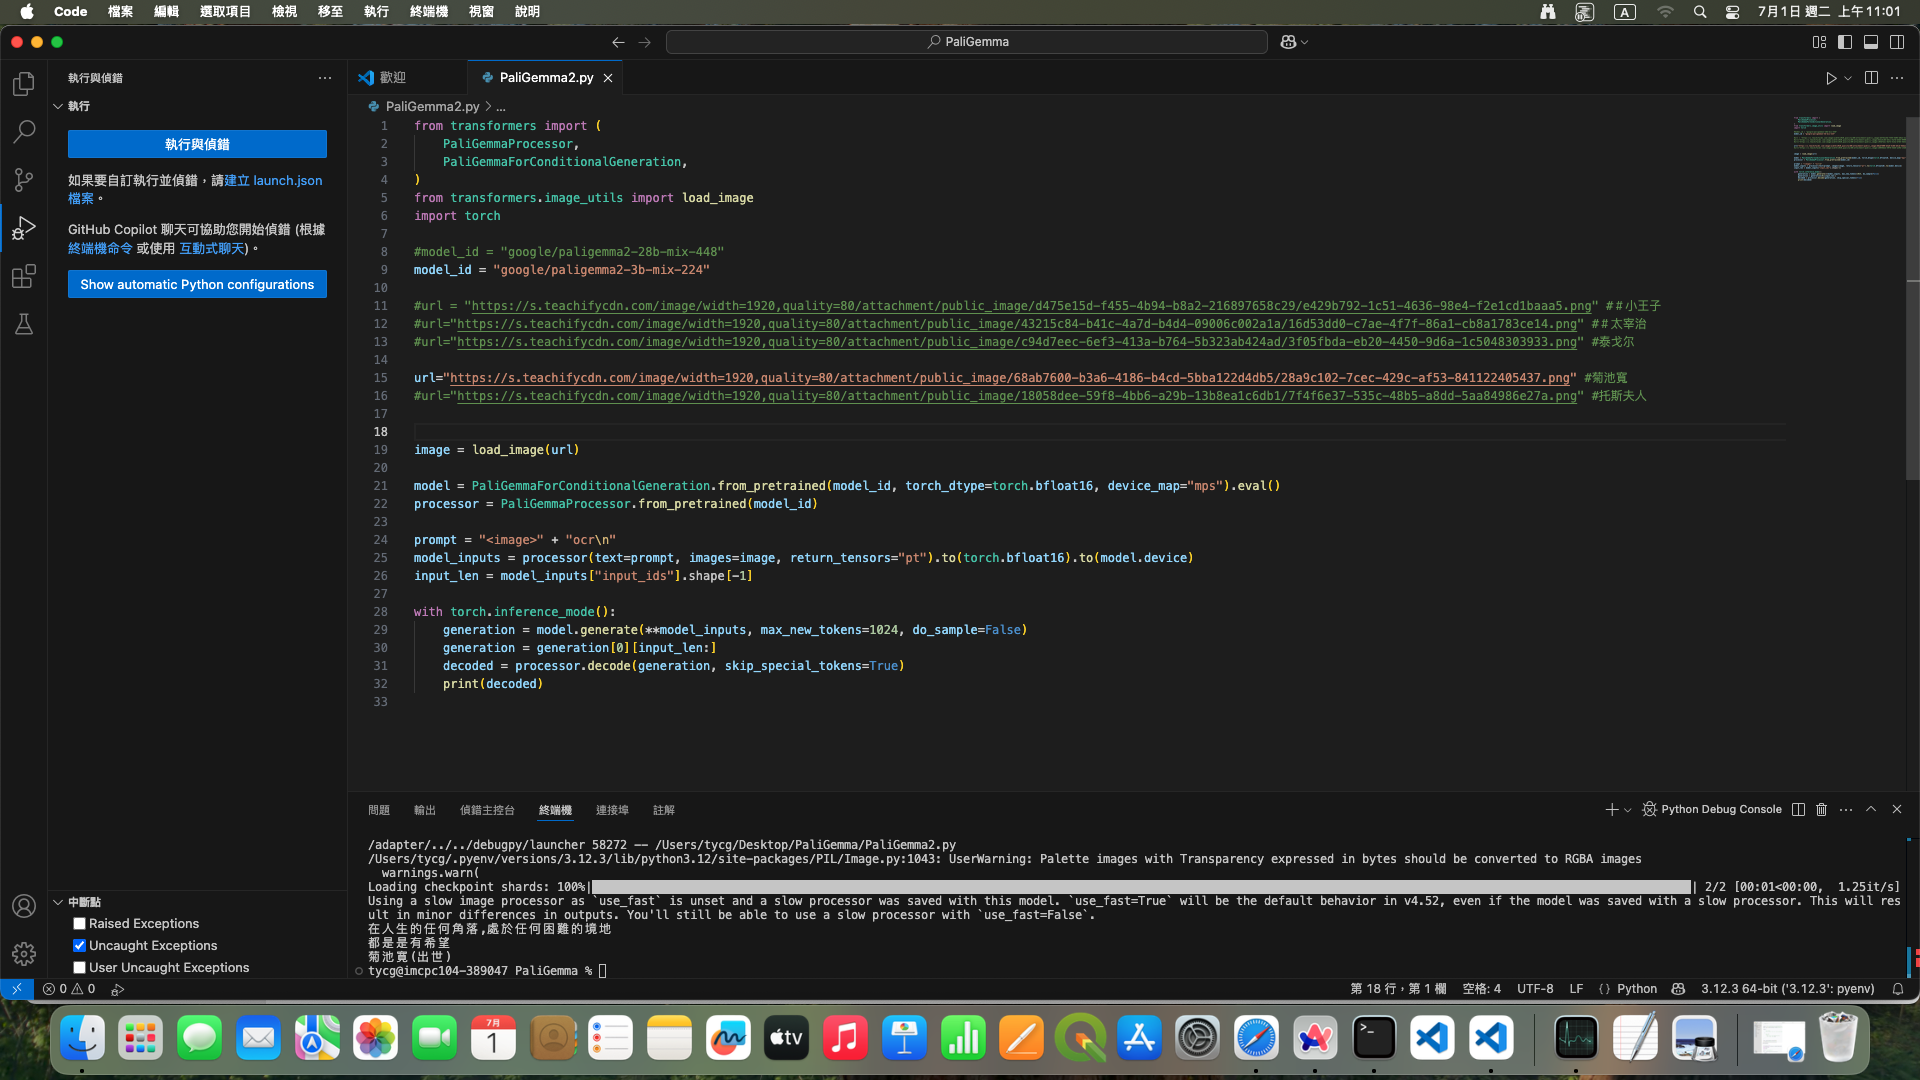 Code 檔案 編輯 選取項目 檢視 移至 執行 終端機 視窗 說明 A 7月1日 週二 上午11:01
PaliGemma
執行與偵錯
執行
執行與偵錯
如果要自訂執行並偵錯，請建立 launch.json
檔案。
GitHub Copilot 聊天可協助您開始偵錯 (根據
終端機命令 或使用 互動式聊天)。
Show automatic Python configurations
中斷點
Raised Exceptions
Uncaught Exceptions
User Uncaught Exceptions
歡迎 PaliGemma2.py
PaliGemma2.py > ...
1 from transformers import (
2 PaliGemmaProcessor,
3 PaliGemmaForConditionalGeneration,
4 )
5 from transformers.image_utils import load_image
6 import torch
7
8 #model_id = "google/paligemma2-28b-mix-448"
9 model_id = "google/paligemma2-3b-mix-224"
10
11 #url = "https://s.teachifycdn.com/image/width=1920,quality=80/attachment/public_image/d475e15d-f455-4b94-b8a2-216897658c29/e429b792-1c51-4636-98e4-f2e1cd1baaa5.png" ##小王子
12 #url="https://s.teachifycdn.com/image/width=1920,quality=80/attachment/public_image/43215c84-b41c-4a7d-b4d4-09006c002a1a/16d53dd0-c7ae-4f7f-86a1-cb8a1783ce14.png" ##太宰治
13 #url="https://s.teachifycdn.com/image/width=1920,quality=80/attachment/public_image/c94d7eec-6ef3-413a-b764-5b323ab424ad/3f05fbda-eb20-4450-9d6a-1c5048303933.png" #泰戈尔
14
15 url="https://s.teachifycdn.com/image/width=1920,quality=80/attachment/public_image/68ab7600-b3a6-4186-b4cd-5bba122d4db5/28a9c102-7cec-429c-af53-841122405437.png" #菊池寬
16 #url="https://s.teachifycdn.com/image/width=1920,quality=80/attachment/public_image/18058dee-59f8-4bb6-a29b-13b8ea1c6db1/7f4f6e37-535c-48b5-a8dd-5aa84986e27a.png" #托斯夫人
17
18
19 image = load_image(url)
20
21 model = PaliGemmaForConditionalGeneration.from_pretrained(model_id, torch_dtype=torch.bfloat16, device_map="mps").eval()
22 processor = PaliGemmaProcessor.from_pretrained(model_id)
23
24 prompt = "<image>" + "ocr\n"
25 model_inputs = processor(text=prompt, images=image, return_tensors="pt").to(torch.bfloat16).to(model.device)
26 input_len = model_inputs["input_ids"].shape[-1]
27
28 with torch.inference_mode():
29 generation = model.generate(**model_inputs, max_new_tokens=1024, do_sample=False)
30 generation = generation[0][input_len:]
31 decoded = processor.decode(generation, skip_special_tokens=True)
32 print(decoded)
33
問題 輸出 偵錯主控台 終端機 連接埠 註解 Python Debug Console
/adapter/../../debugpy/launcher 58272 -- /Users/tycg/Desktop/PaliGemma/PaliGemma2.py
/Users/tycg/.pyenv/versions/3.12.3/lib/python3.12/site-packages/PIL/Image.py:1043: UserWarning: Palette images with Transparency expressed in bytes should be converted to RGBA images
warnings.warn(
Loading checkpoint shards: 100%| | 2/2 [00:01<00:00, 1.25it/s]
Using a slow image processor as `use_fast` is unset and a slow processor was saved with this model. `use_fast=True` will be the default behavior in v4.52, even if the model was saved with a slow processor. This will res
ult in minor differences in outputs. You'll still be able to use a slow processor with `use_fast=False`.
在人生的任何角落,處於任何困難的境地
都是是有希望
菊池寬(出世)
tycg@imcpc104-389047 PaliGemma %
0 0 第 18 行，第 1 欄 空格: 4 UTF-8 LF {} Python 3.12.3 64-bit ('3.12.3': pyenv)
7月
1
tv